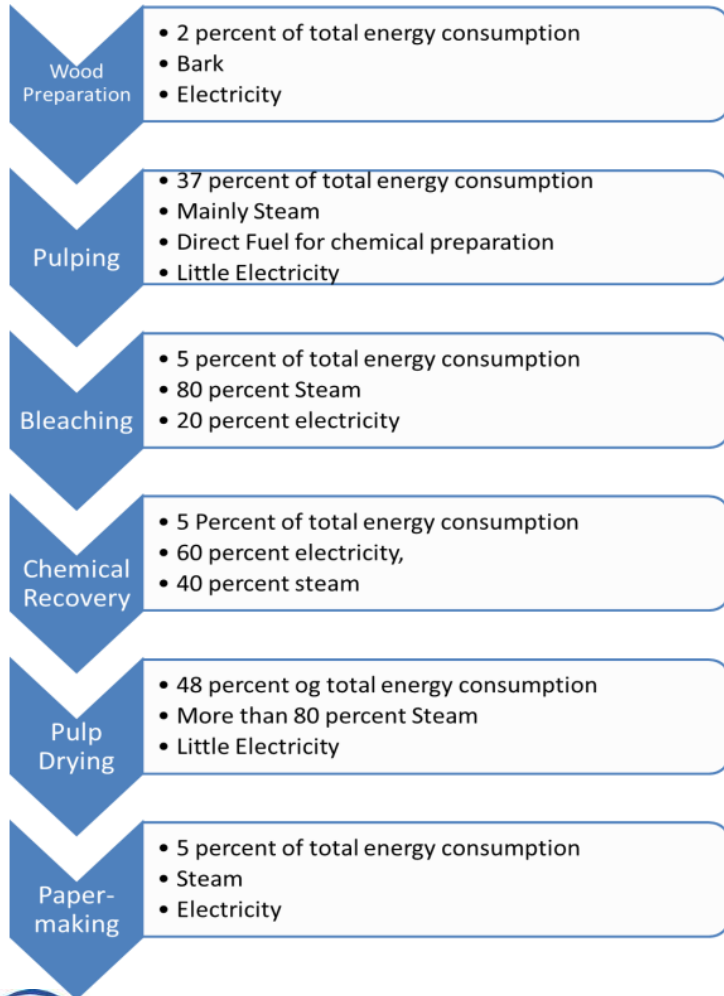 Wood
Preparation
• 2 percent of total energy consumption
• Bark
• Electricity
Pulping
• 37 percent of total energy consumption
• Mainly Steam
• Direct Fuel for chemical preparation
• Little Electricity
Bleaching
• 5 percent of total energy consumption
• 80 percent Steam
• 20 percent electricity
Chemical
Recovery
• 5 Percent of total energy consumption
• 60 percent electricity,
• 40 percent steam
Pulp
Drying
• 48 percent og total energy consumption
• More than 80 percent Steam
• Little Electricity
Paper-
making
• 5 percent of total energy consumption
• Steam
• Electricity